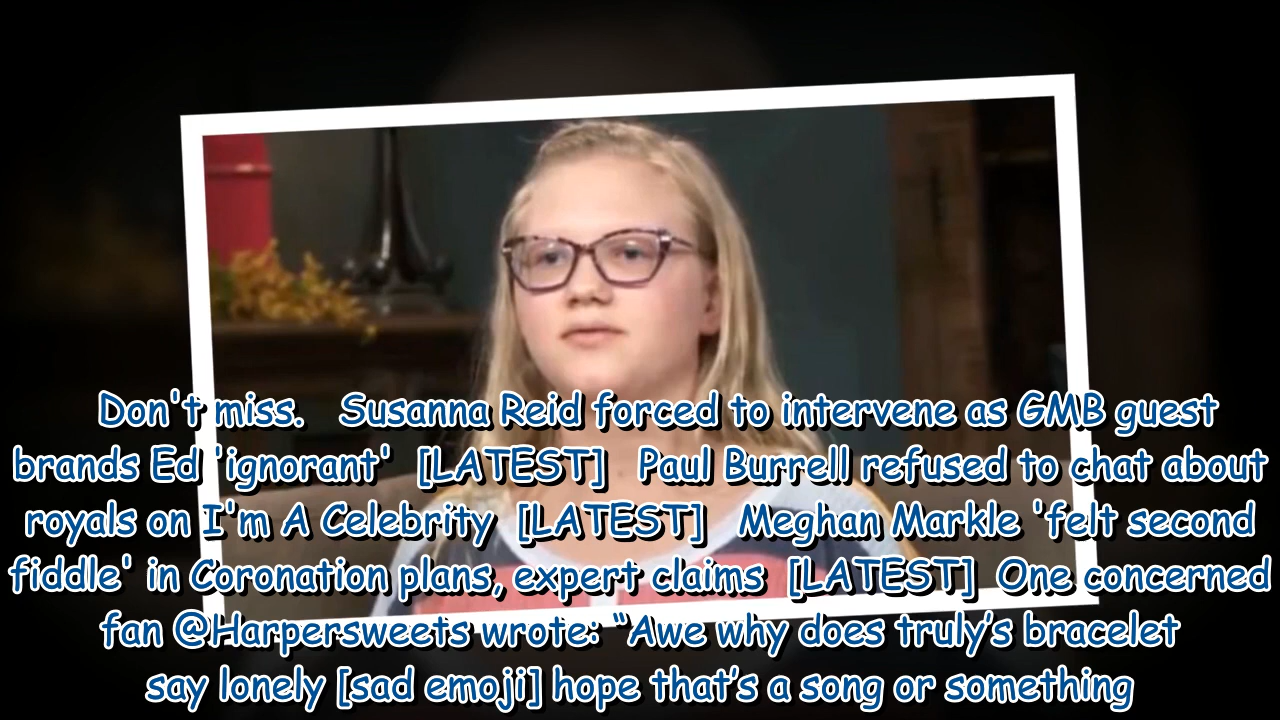 Don't miss.   Susanna Reid forced to intervene as GMB guest
brands Ed 'ignorant'  [LATEST]   Paul Burrell refused to chat about
royals on I'm A Celebrity  [LATEST]   Meghan Markle 'felt second
fiddle' in Coronation plans, expert claims  [LATEST]  One concerned
fan @Harpersweets wrote: “Awe why does truly’s bracelet
say lonely [sad emoji] hope that’s a song or something